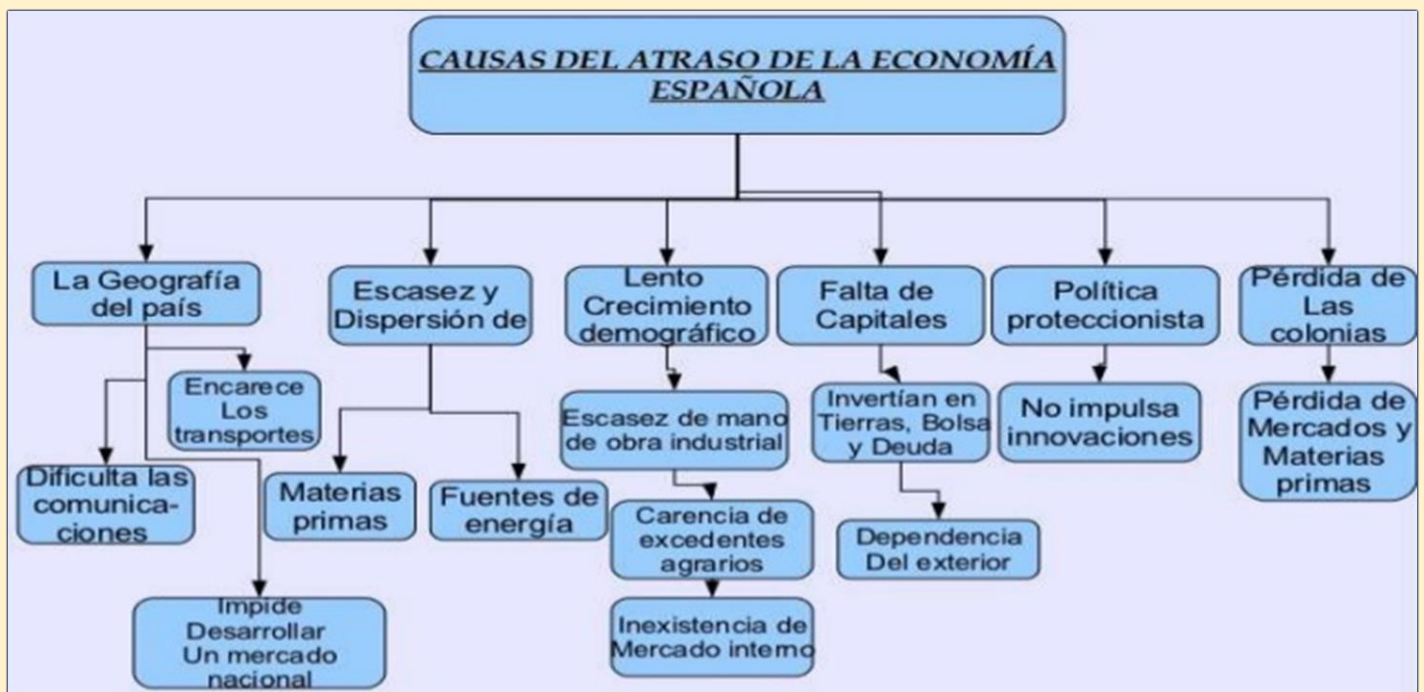 CAUSAS DEL ATRASO DE LA ECONOMÍA
ESPAÑOLA
La Geografía
del país
Escasez y
Dispersión de
Lento
Crecimiento
demográfico
Falta de
Capitales
Política
proteccionista
Pérdida de
Las
colonias
Encarece
Los
transportes
Dificulta las
comunica-
ciones
Impide
Desarrollar
Un mercado
nacional
Materias
primas
Fuentes de
energía
Escasez de mano
de obra industrial
Carencia de
excedentes
agrarios
Inexistencia de
Mercado interno
Invertían en
Tierras, Bolsa
y Deuda
Dependencia
Del exterior
No impulsa
innovaciones
Pérdida de
Mercados y
Materias
primas